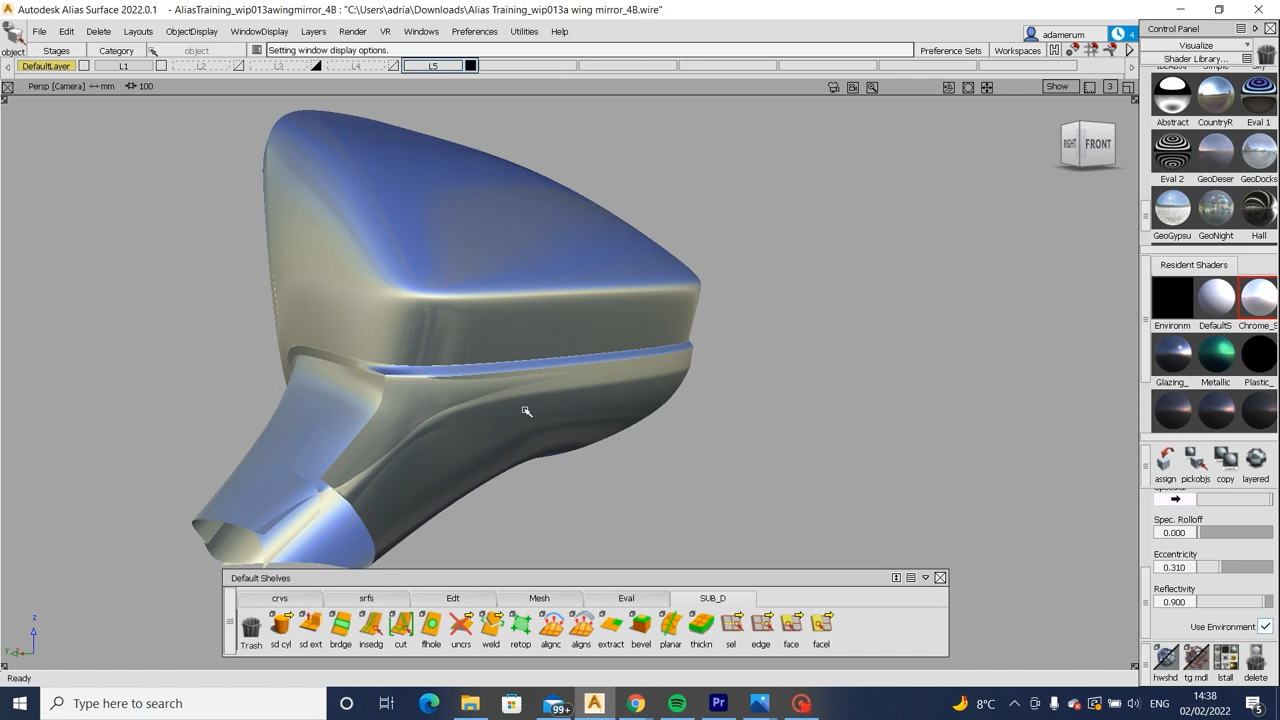 Autodesk Alias Surface 2022.0.1 - AliasTraining_wip013awingmirror_4B : "C:\Users\adria\Downloads\Alias Training_wip013a wing mirror_4B.wire"
File Edit Delete Layouts ObjectDisplay WindowDisplay Layers Render VR Windows Preferences Utilities Help
object
adamerum 4
Stages Category object Setting window display options. Preference Sets Workspaces
DefaultLayer L1 L2 L3 L4 L5
Persp [Camera] mm 100 Show 3
RIGHT FRONT
Control Panel
Visualize
Shader Library...
Abstract CountryR Eval 1
Eval 2 GeoDeser GeoDocks
GeoGypsu GeoNight Hall
Resident Shaders
Environm DefaultS Chrome_S
Glazing_ Metallic Plastic_
assign pickobjs copy layered
Spec. Rolloff
0.000
Eccentricity
0.310
Reflectivity
0.900
Use Environment
hwshd tg mdl lstall delete
Default Shelves
crvs srfs Edt Mesh Eval SUB_D
Trash sd cyl sd ext brdge insedg cut flhole uncrs weld retop alignc aligns extract bevel planar thickn sel edge face facel
z
Y
Ready
Type here to search
99+
Pr
8°C
ENG
14:38
02/02/2022